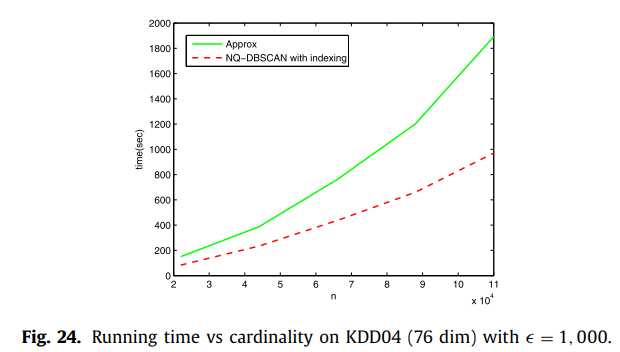 2000
1800
1600
1400
1200
1000
800
600
400
200
0
time(sec)
Approx
NQ−DBSCAN with indexing
2 3 4 5 6 7 8 9 10 11
n
x 10⁴
Fig. 24. Running time vs cardinality on KDD04 (76 dim) with ϵ = 1, 000.